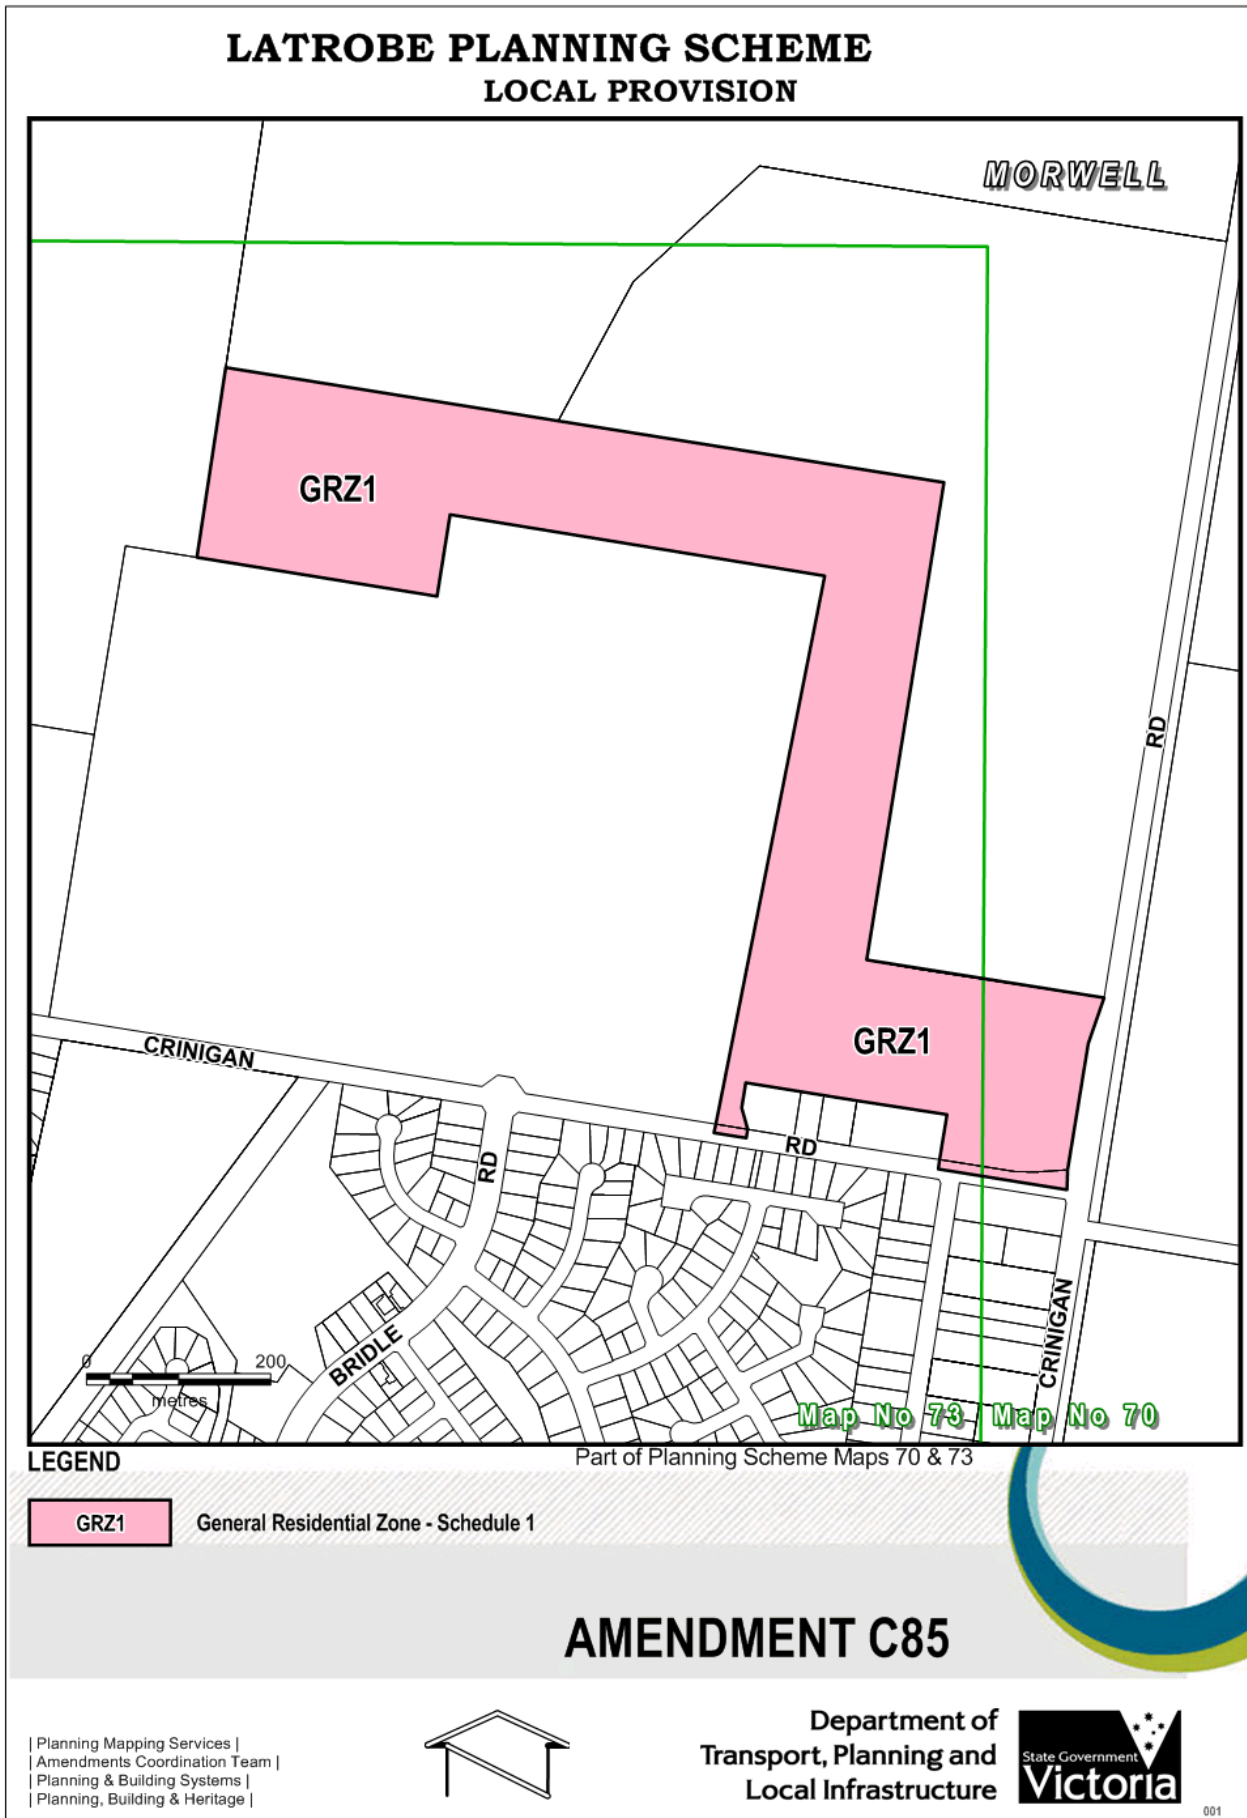 LATROBE PLANNING SCHEME
LOCAL PROVISION
MORWELL
GRZ1
RD
GRZ1
CRINIGAN
RD
RD
CRINIGAN
BRIDLE
0 200
metres
Map No 73 Map No 70
LEGEND
Part of Planning Scheme Maps 70 & 73
GRZ1 General Residential Zone - Schedule 1
AMENDMENT C85
| Planning Mapping Services |
| Amendments Coordination Team |
| Planning & Building Systems |
| Planning, Building & Heritage |
Department of
Transport, Planning and
Local Infrastructure
State Government
Victoria
001